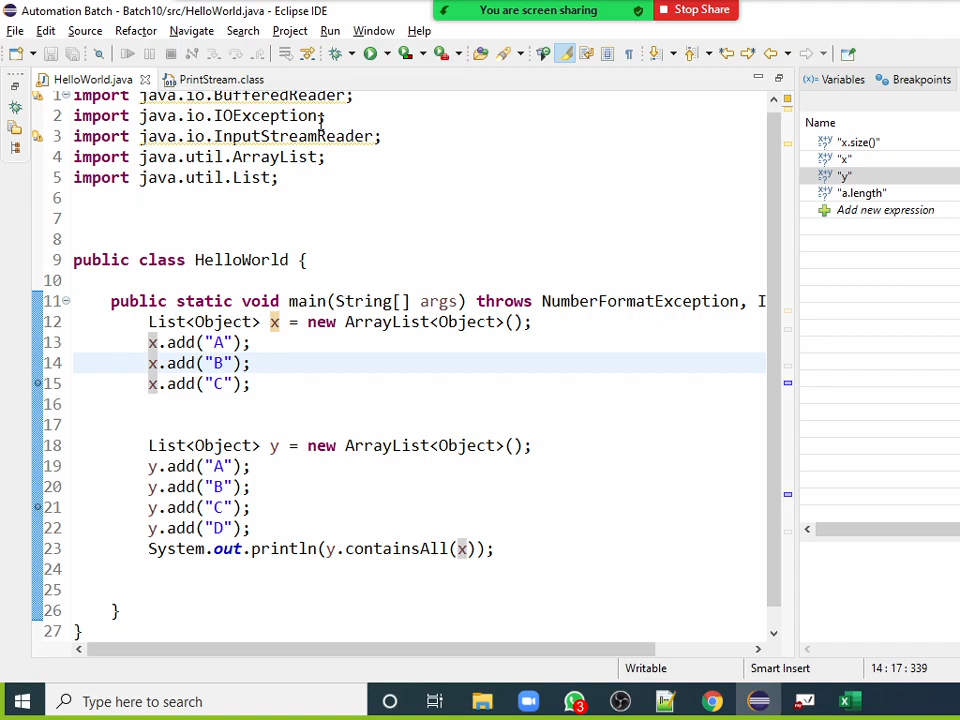 Automation Batch - Batch10/src/HelloWorld.java - Eclipse IDE
You are screen sharing
Stop Share
File Edit Source Refactor Navigate Search Project Run Window Help
HelloWorld.java
PrintStream.class
Variables
Breakpoints
1 import java.io.BufferedReader;
2 import java.io.IOException;
3 import java.io.InputStreamReader;
4 import java.util.ArrayList;
5 import java.util.List;
6
7
8
9 public class HelloWorld {
10
11 public static void main(String[] args) throws NumberFormatException, I
12 List<Object> x = new ArrayList<Object>();
13 x.add("A");
14 x.add("B");
15 x.add("C");
16
17
18 List<Object> y = new ArrayList<Object>();
19 y.add("A");
20 y.add("B");
21 y.add("C");
22 y.add("D");
23 System.out.println(y.containsAll(x));
24
25
26 }
27 }
Name
"x.size()"
"x"
"y"
"a.length"
Add new expression
Writable
Smart Insert
14 : 17 : 339
Type here to search
3